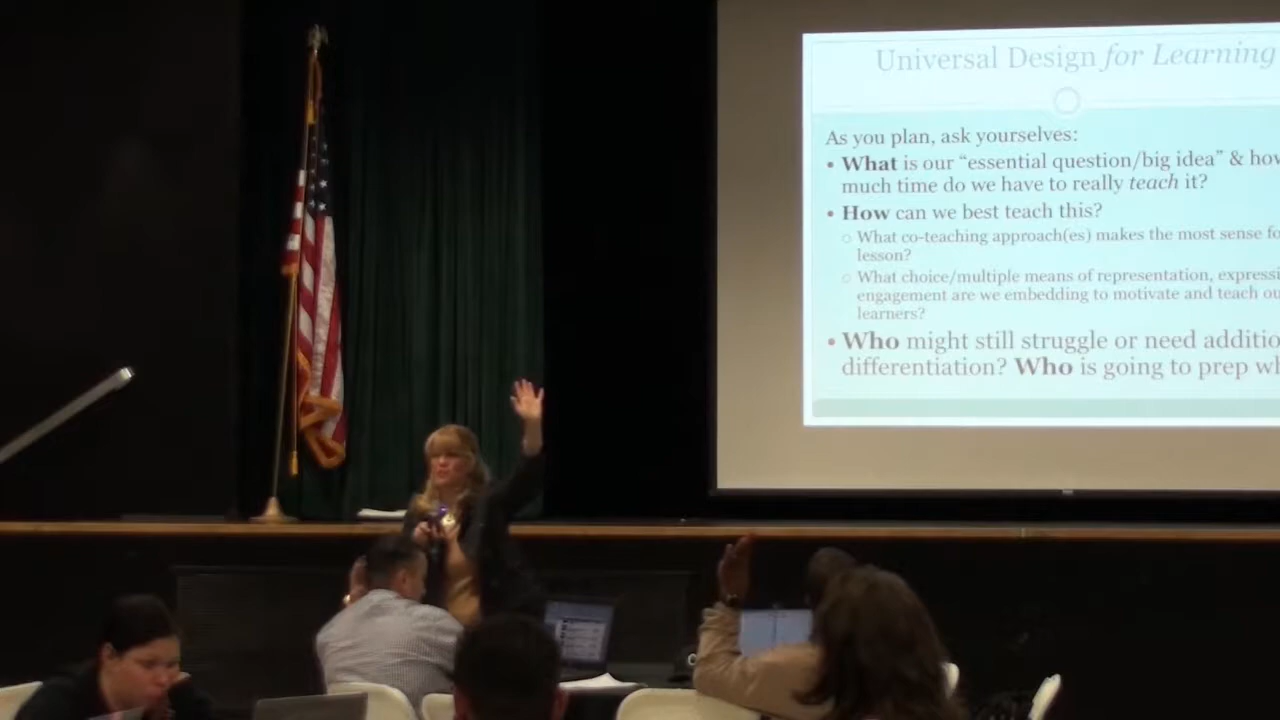 Universal Design for Learning
As you plan, ask yourselves:
• What is our “essential question/big idea” & how
much time do we have to really teach it?
• How can we best teach this?
○ What co-teaching approach(es) makes the most sense
lesson?
○ What choice/multiple means of representation,
engagement are we embedding to motivate and teach
learners?
• Who might still struggle or need
differentiation? Who is going to prep